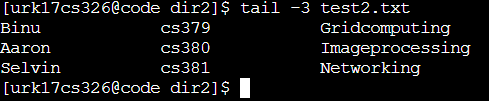 [urk17cs326@code dir2]$ tail -3 test2.txt
Binu cs379 Gridcomputing
Aaron cs380 Imageprocessing
Selvin cs381 Networking
[urk17cs326@code dir2]$